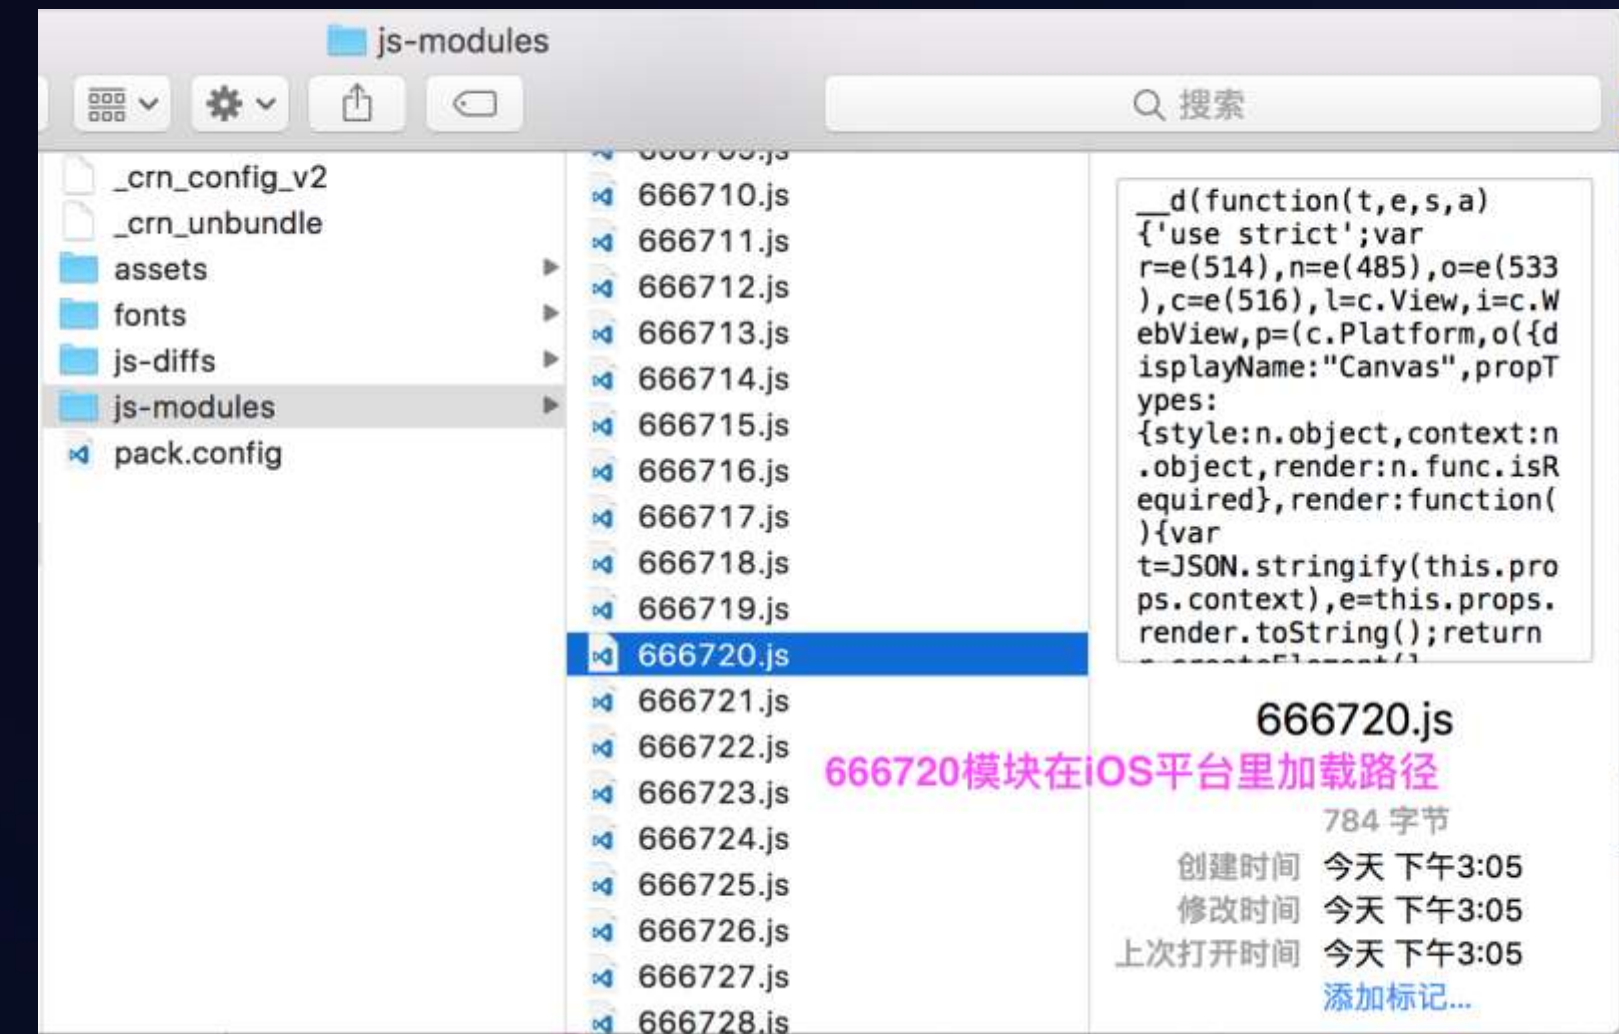 js-modules
搜索
_crn_config_v2
_crn_unbundle
assets
fonts
js-diffs
js-modules
pack.config
666709.js
666710.js
666711.js
666712.js
666713.js
666714.js
666715.js
666716.js
666717.js
666718.js
666719.js
666720.js
666721.js
666722.js
666723.js
666724.js
666725.js
666726.js
666727.js
666728.js
__d(function(t,e,s,a)
{'use strict';var
r=e(514),n=e(485),o=e(533
),c=e(516),l=c.View,i=c.W
ebView,p=(c.Platform,o({d
isplayName:"Canvas",propT
ypes:
{style:n.object,context:n
.object,render:n.func.isR
equired},render:function(
){var
t=JSON.stringify(this.pro
ps.context),e=this.props.
render.toString();return
666720.js
666720模块在iOS平台里加载路径
784 字节
创建时间 今天 下午3:05
修改时间 今天 下午3:05
上次打开时间 今天 下午3:05
添加标记...